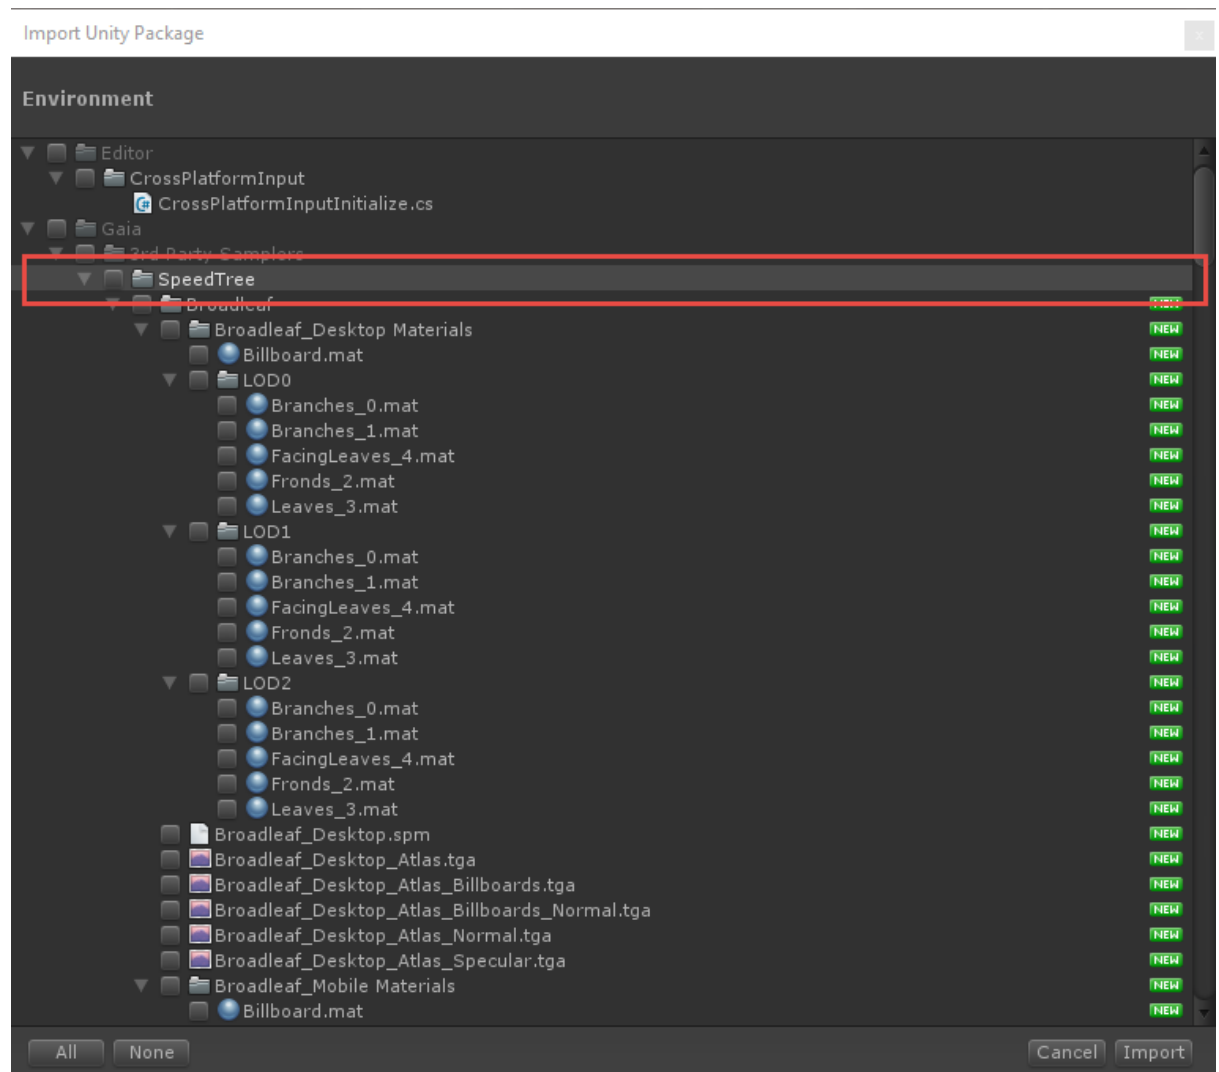 Import Unity Package
x
Environment
Editor
CrossPlatformInput
CrossPlatformInputInitialize.cs
Gaia
3rd Party Samplers
SpeedTree
Broadleaf NEW
Broadleaf_Desktop Materials NEW
Billboard.mat NEW
LOD0 NEW
Branches_0.mat NEW
Branches_1.mat NEW
FacingLeaves_4.mat NEW
Fronds_2.mat NEW
Leaves_3.mat NEW
LOD1 NEW
Branches_0.mat NEW
Branches_1.mat NEW
FacingLeaves_4.mat NEW
Fronds_2.mat NEW
Leaves_3.mat NEW
LOD2 NEW
Branches_0.mat NEW
Branches_1.mat NEW
FacingLeaves_4.mat NEW
Fronds_2.mat NEW
Leaves_3.mat NEW
Broadleaf_Desktop.spm NEW
Broadleaf_Desktop_Atlas.tga NEW
Broadleaf_Desktop_Atlas_Billboards.tga NEW
Broadleaf_Desktop_Atlas_Billboards_Normal.tga NEW
Broadleaf_Desktop_Atlas_Normal.tga NEW
Broadleaf_Desktop_Atlas_Specular.tga NEW
Broadleaf_Mobile Materials NEW
Billboard.mat NEW
All None Cancel Import